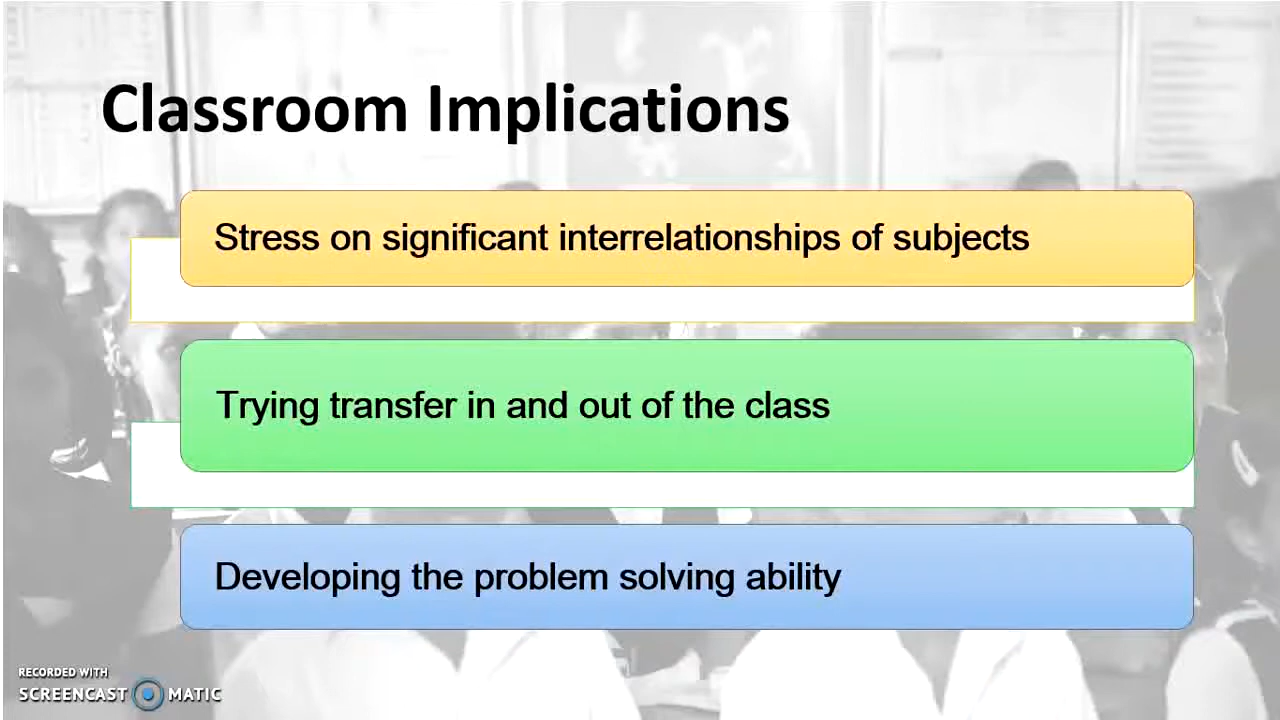 Classroom Implications
Stress on significant interrelationships of subjects
Trying transfer in and out of the class
Developing the problem solving ability
RECORDED WITH
SCREENCAST MATIC